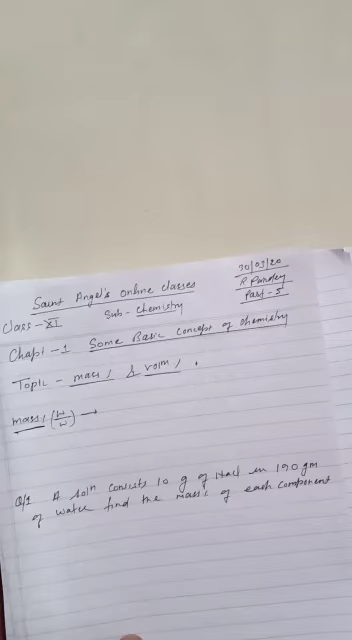 30/03/20
R Pandey
Part - 5
Saint Angel's Online classes
Class - XI Sub - Chemistry
Chapt - 1 Some Basic Concept of chemistry
Topic - mass % & volm %.
mass % (w/w) →
Q/1 A soln consists 10 g of Nacl in 190 gm
of water find the mass % of each component